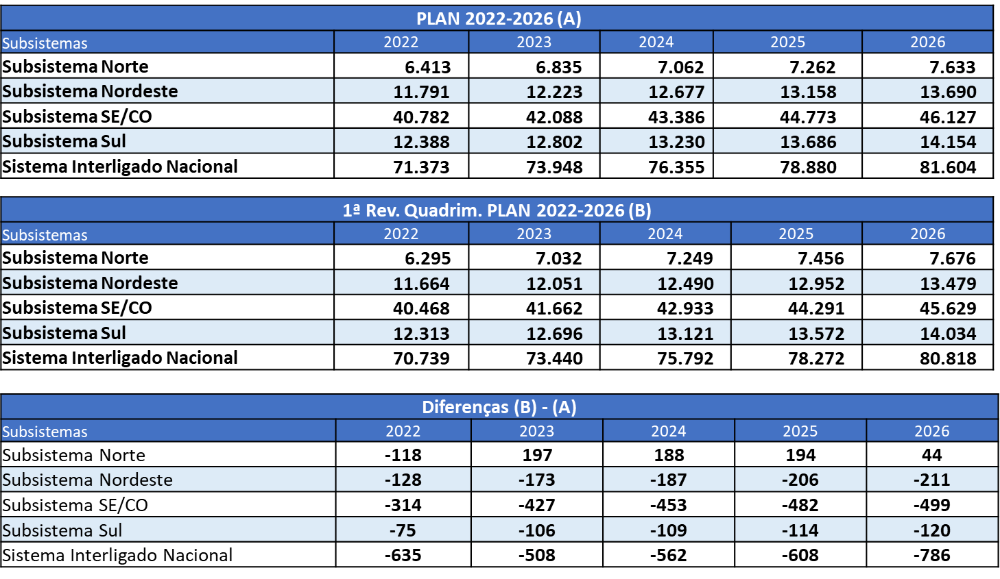 PLAN 2022-2026 (A)
Subsistemas 2022 2023 2024 2025 2026
Subsistema Norte 6.413 6.835 7.062 7.262 7.633
Subsistema Nordeste 11.791 12.223 12.677 13.158 13.690
Subsistema SE/CO 40.782 42.088 43.386 44.773 46.127
Subsistema Sul 12.388 12.802 13.230 13.686 14.154
Sistema Interligado Nacional 71.373 73.948 76.355 78.880 81.604
1ª Rev. Quadrim. PLAN 2022-2026 (B)
Subsistemas 2022 2023 2024 2025 2026
Subsistema Norte 6.295 7.032 7.249 7.456 7.676
Subsistema Nordeste 11.664 12.051 12.490 12.952 13.479
Subsistema SE/CO 40.468 41.662 42.933 44.291 45.629
Subsistema Sul 12.313 12.696 13.121 13.572 14.034
Sistema Interligado Nacional 70.739 73.440 75.792 78.272 80.818
Diferenças (B) - (A)
Subsistemas 2022 2023 2024 2025 2026
Subsistema Norte -118 197 188 194 44
Subsistema Nordeste -128 -173 -187 -206 -211
Subsistema SE/CO -314 -427 -453 -482 -499
Subsistema Sul -75 -106 -109 -114 -120
Sistema Interligado Nacional -635 -508 -562 -608 -786